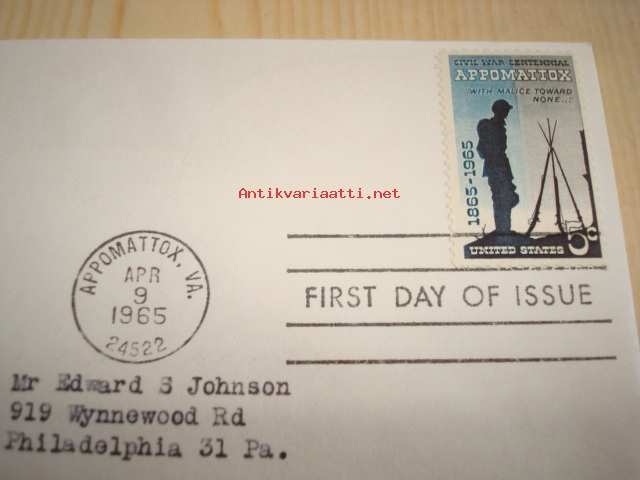 CIVIL WAR CENTENNIAL
APPOMATTOX
"WITH MALICE TOWARD
NONE..."
1865-1965
UNITED STATES 5c
Antikvariaatti.net
APPOMATTOX, VA.
APR
9
1965
24522
FIRST DAY OF ISSUE
Mr Edward S Johnson
919 Wynnewood Rd
Philadelphia 31 Pa.